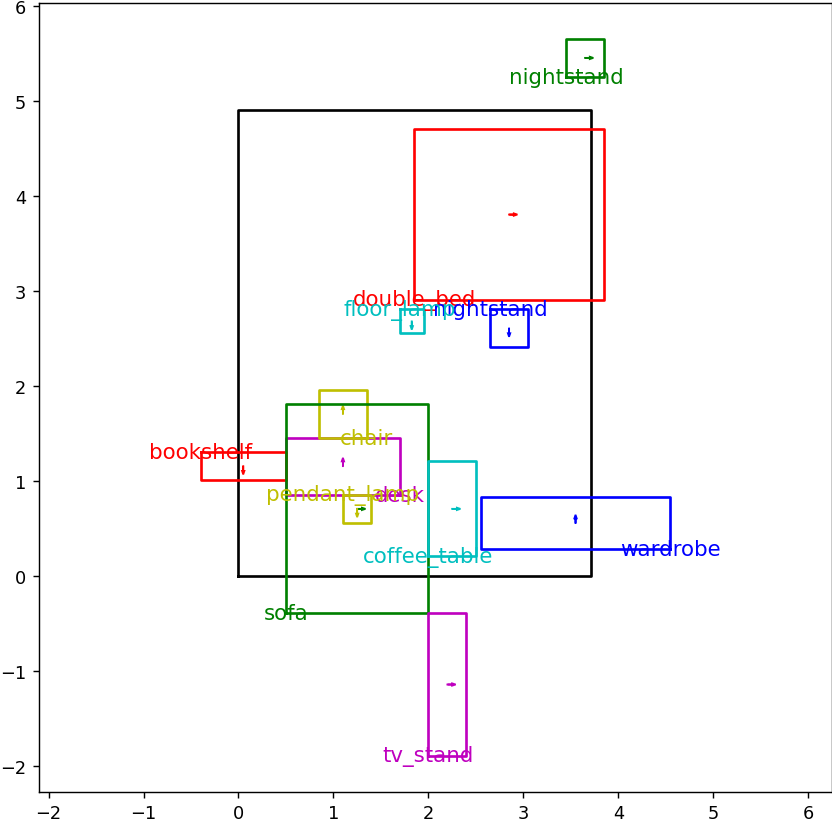 6
nightstand
5
4
3
double_bed
floor_lamp
nightstand
2
chair
bookshelf
1
pendant_lamp
desk
coffee_table
wardrobe
0
sofa
−1
tv_stand
−2
−2 −1 0 1 2 3 4 5 6